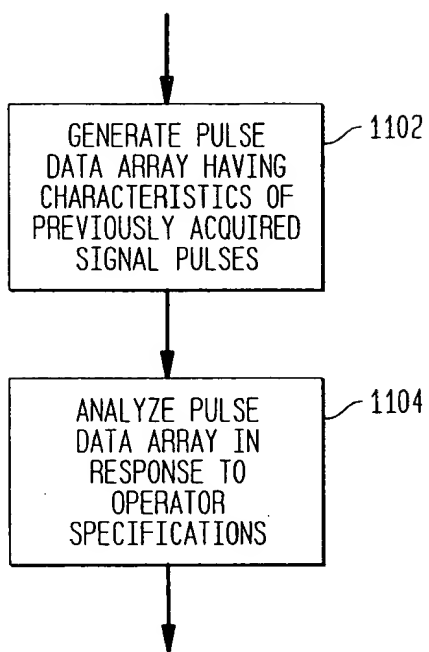 GENERATE PULSE
DATA ARRAY HAVING
CHARACTERISTICS OF
PREVIOUSLY ACQUIRED
SIGNAL PULSES
1102
ANALYZE PULSE
DATA ARRAY IN
RESPONSE TO
OPERATOR
SPECIFICATIONS
1104